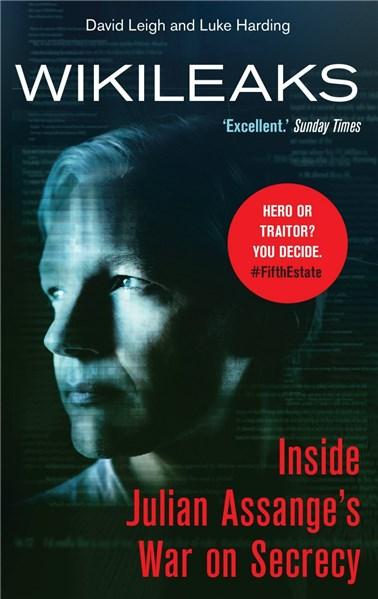 David Leigh and Luke Harding
WIKILEAKS
‘Excellent.’ Sunday Times
HERO OR
TRAITOR?
YOU DECIDE.
#FifthEstate
Inside
Julian Assange’s
War on Secrecy